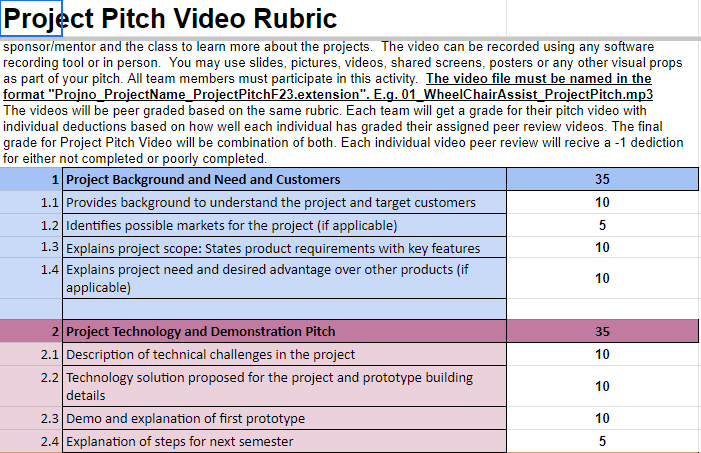 Project Pitch Video Rubric
sponsor/mentor and the class to learn more about the projects. The video can be recorded using any software
recording tool or in person. You may use slides, pictures, videos, shared screens, posters or any other visual props
as part of your pitch. All team members must participate in this activity. The video file must be named in the
format "Projno_ProjectName_ProjectPitchF23.extension". E.g. 01_WheelChairAssist_ProjectPitch.mp3
The videos will be peer graded based on the same rubric. Each team will get a grade for their pitch video with
individual deductions based on how well each individual has graded their assigned peer review videos. The final
grade for Project Pitch Video will be combination of both. Each individual video peer review will recive a -1 dediction
for either not completed or poorly completed.
1 Project Background and Need and Customers 35
1.1 Provides background to understand the project and target customers 10
1.2 Identifies possible markets for the project (if applicable) 5
1.3 Explains project scope: States product requirements with key features 10
1.4 Explains project need and desired advantage over other products (if
applicable) 10
2 Project Technology and Demonstration Pitch 35
2.1 Description of technical challenges in the project 10
2.2 Technology solution proposed for the project and prototype building
details 10
2.3 Demo and explanation of first prototype 10
2.4 Explanation of steps for next semester 5